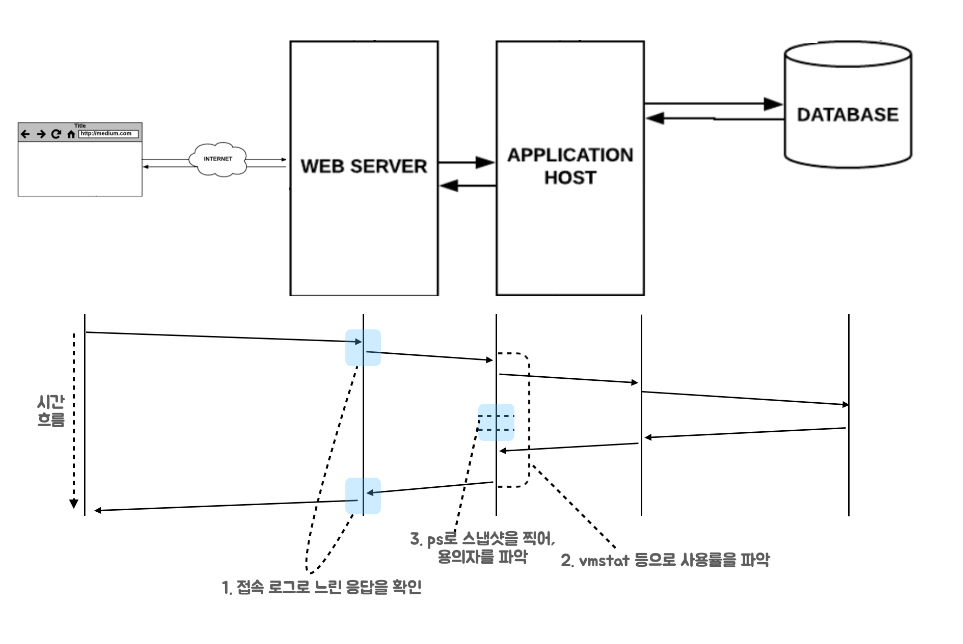 Title
http://medium.com
INTERNET
WEB SERVER
APPLICATION
HOST
DATABASE
시간
흐름
3. ps로 스냅샷을 찍어,
용의자를 파악
2. vmstat 등으로 사용률을 파악
1. 접속 로그로 느린 응답을 확인